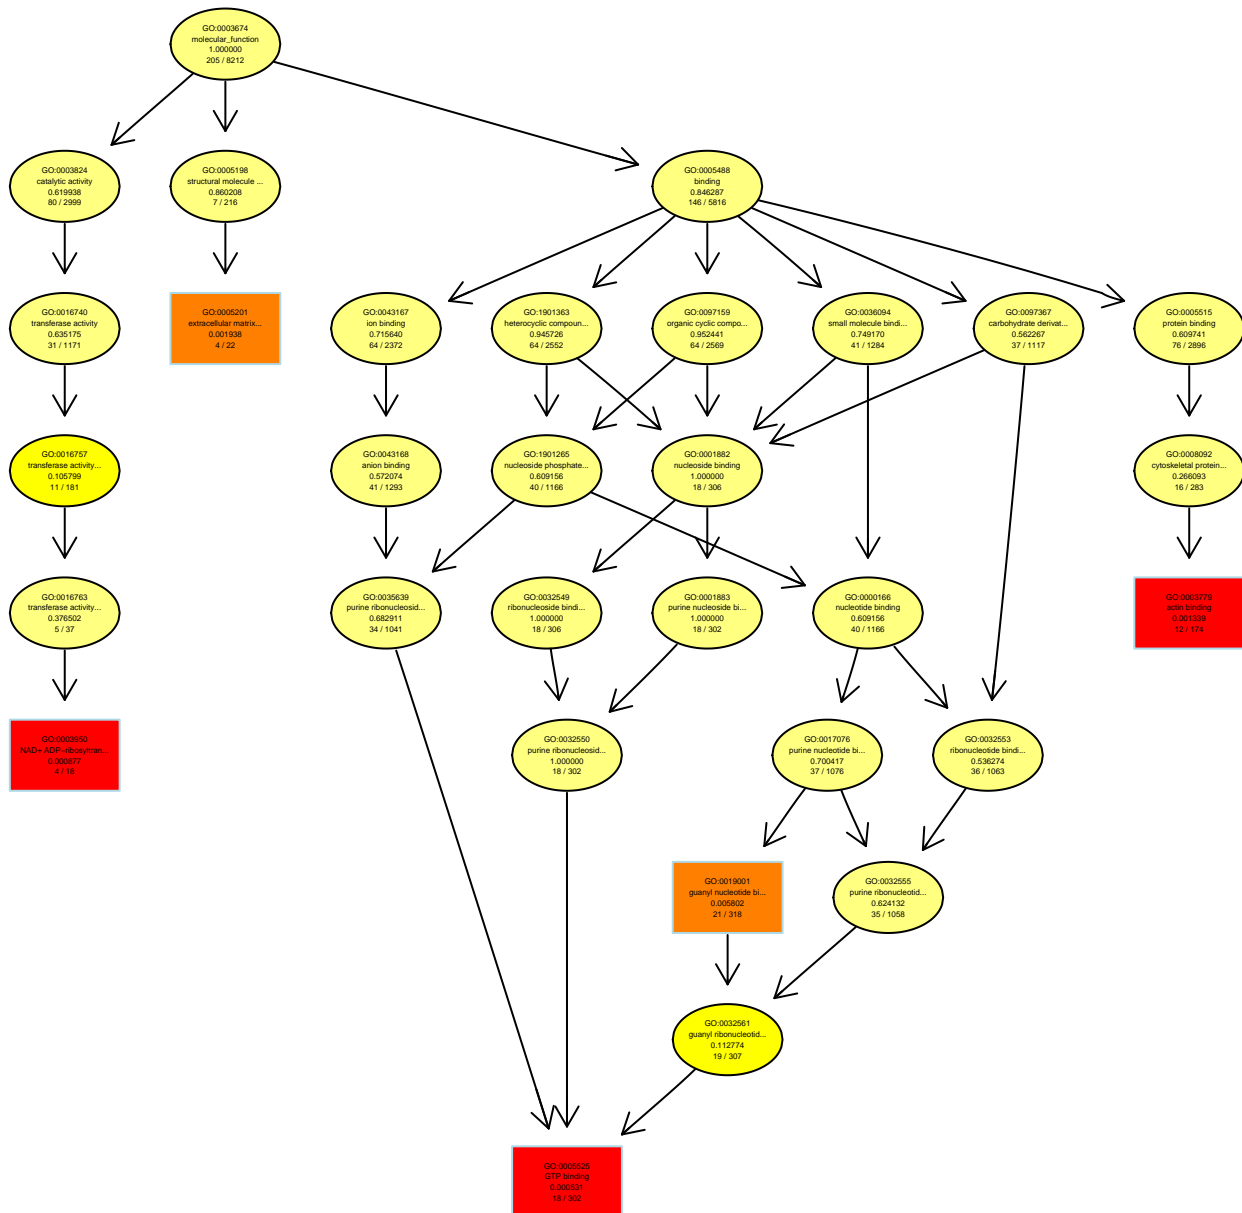 GO:0003674
molecular_function
1.000000
205 / 8212
GO:0003824
catalytic activity
0.619938
80 / 2999
GO:0005198
structural molecule ...
0.860208
7 / 216
GO:0005488
binding
0.846287
146 / 5816
GO:0016740
transferase activity
0.635175
31 / 1171
GO:0005201
extracellular matrix...
0.001938
4 / 22
GO:0043167
ion binding
0.715640
64 / 2372
GO:1901363
heterocyclic compoun...
0.945726
64 / 2552
GO:0097159
organic cyclic compo...
0.952441
64 / 2569
GO:0036094
small molecule bindi...
0.749170
41 / 1284
GO:0097367
carbohydrate derivat...
0.562267
37 / 1117
GO:0005515
protein binding
0.609741
76 / 2896
GO:0016757
transferase activity...
0.105799
11 / 181
GO:0043168
anion binding
0.572074
41 / 1293
GO:1901265
nucleoside phosphate...
0.609156
40 / 1166
GO:0001882
nucleoside binding
1.000000
18 / 306
GO:0008092
cytoskeletal protein...
0.266093
16 / 283
GO:0016763
transferase activity...
0.376502
5 / 37
GO:0035639
purine ribonucleosid...
0.682911
34 / 1041
GO:0032549
ribonucleoside bindi...
1.000000
18 / 306
GO:0001883
purine nucleoside bi...
1.000000
18 / 302
GO:0000166
nucleotide binding
0.609156
40 / 1166
GO:0003779
actin binding
0.001339
12 / 174
GO:0003950
NAD+ ADP−ribosyltran...
0.000877
4 / 18
GO:0032550
purine ribonucleosid...
1.000000
18 / 302
GO:0017076
purine nucleotide bi...
0.700417
37 / 1076
GO:0032553
ribonucleotide bindi...
0.536274
36 / 1063
GO:0019001
guanyl nucleotide bi...
0.005802
21 / 318
GO:0032555
purine ribonucleotid...
0.624132
35 / 1058
GO:0032561
guanyl ribonucleotid...
0.112774
19 / 307
GO:0005525
GTP binding
0.000531
18 / 302